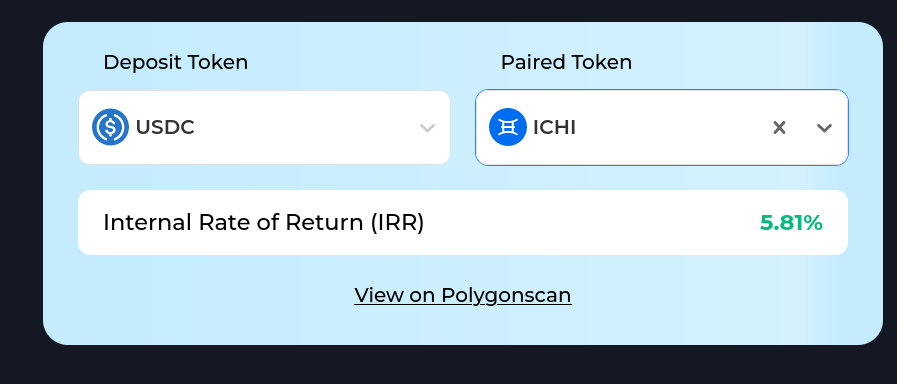 Deposit Token
Paired Token
USDC
ICHI
Internal Rate of Return (IRR)
5.81%
View on Polygonscan